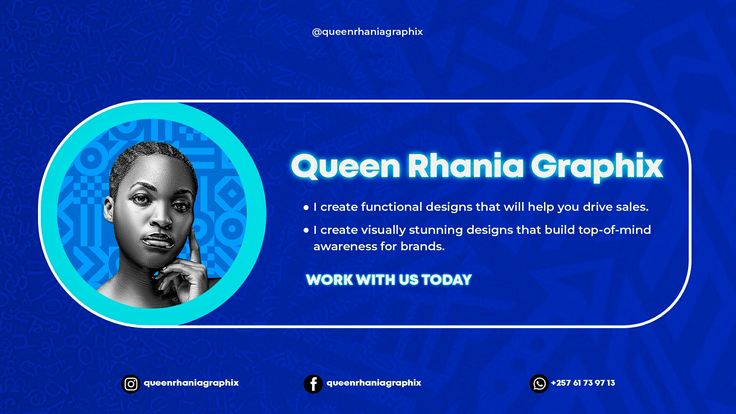 @queenrhaniagraphix
Queen Rhania Graphix
• I create functional designs that will help you drive sales.
• I create visually stunning designs that build top-of-mind
awareness for brands.
WORK WITH US TODAY
queenrhaniagraphix
queenrhaniagraphix
+257 61 73 97 13